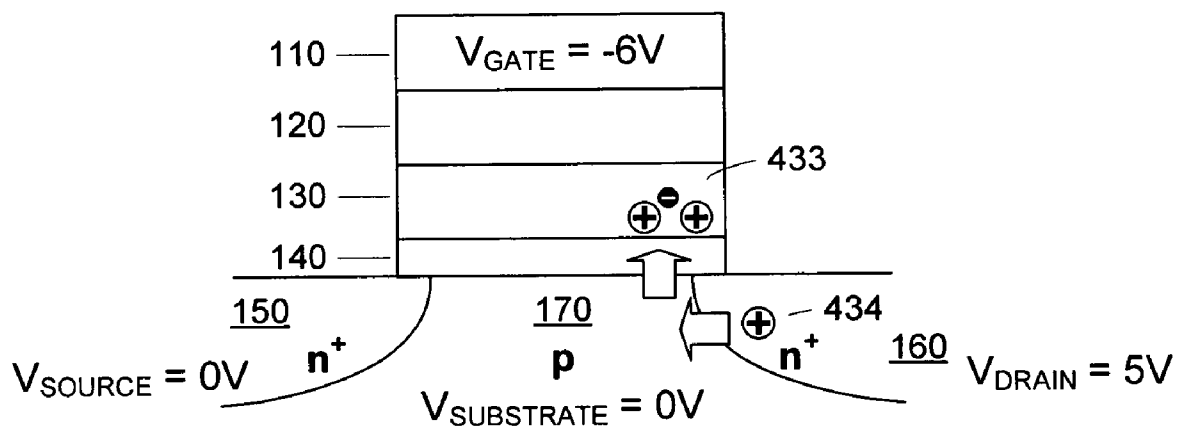 110
V_GATE = -6V
120
130
433
140
150
170
434
n+
p
n+
160
V_SOURCE = 0V
V_DRAIN = 5V
V_SUBSTRATE = 0V